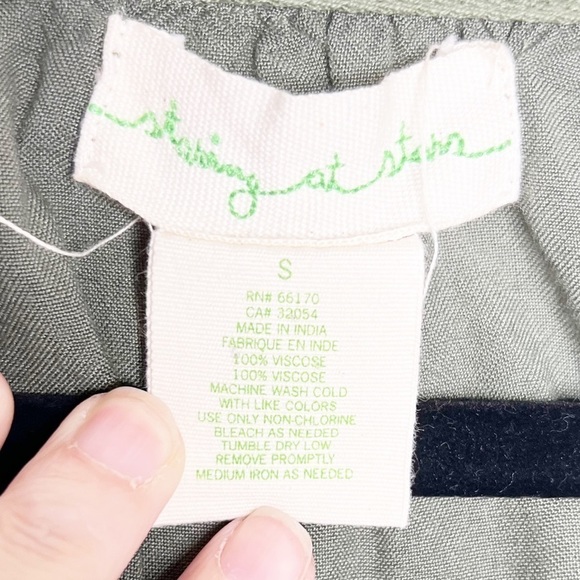 staring at stars
S
RN# 66170
CA# 32054
MADE IN INDIA
FABRIQUE EN INDE
100% VISCOSE
100% VISCOSE
MACHINE WASH COLD
WITH LIKE COLORS
USE ONLY NON-CHLORINE
BLEACH AS NEEDED
TUMBLE DRY LOW
REMOVE PROMPTLY
MEDIUM IRON AS NEEDED